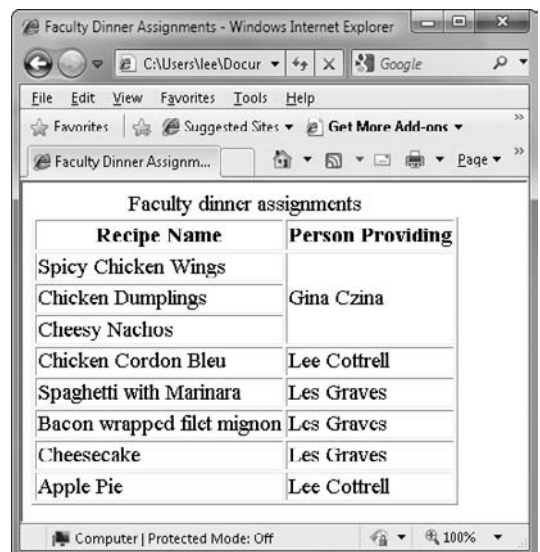 Faculty Dinner Assignments - Windows Internet Explorer
C:\Users\lee\Docur Google
File Edit View Favorites Tools Help
Favorites Suggested Sites Get More Add-ons »
Faculty Dinner Assignm... Page »
Faculty dinner assignments
Recipe Name Person Providing
Spicy Chicken Wings
Chicken Dumplings Gina Czina
Cheesy Nachos
Chicken Cordon Bleu Lee Cottrell
Spaghetti with Marinara Les Graves
Bacon wrapped filet mignon Les Graves
Cheesecake Les Graves
Apple Pie Lee Cottrell
Computer | Protected Mode: Off 100%